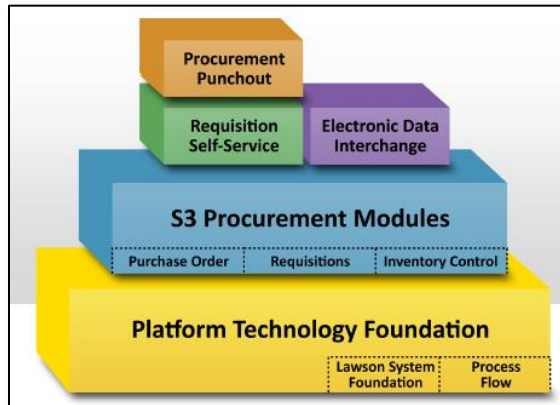 Procurement
Punchout
Requisition
Self-Service
Electronic Data
Interchange
S3 Procurement Modules
Purchase Order
Requisitions
Inventory Control
Platform Technology Foundation
Lawson System
Foundation
Process
Flow